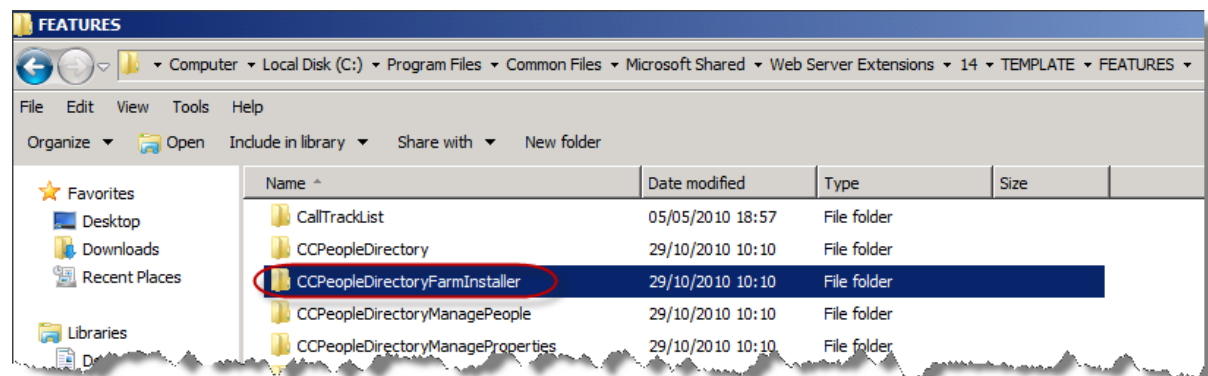 FEATURES
Computer Local Disk (C:) Program Files Common Files Microsoft Shared Web Server Extensions 14 TEMPLATE FEATURES
File Edit View Tools Help
Organize Open Include in library Share with New folder
Favorites
Desktop
Downloads
Recent Places
Libraries
Name Date modified Type Size
CallTrackList 05/05/2010 18:57 File folder
CCPeopleDirectory 29/10/2010 10:10 File folder
CCPeopleDirectoryFarmInstaller 29/10/2010 10:10 File folder
CCPeopleDirectoryManagePeople 29/10/2010 10:10 File folder
CCPeopleDirectoryManageProperties 29/10/2010 10:10 File folder